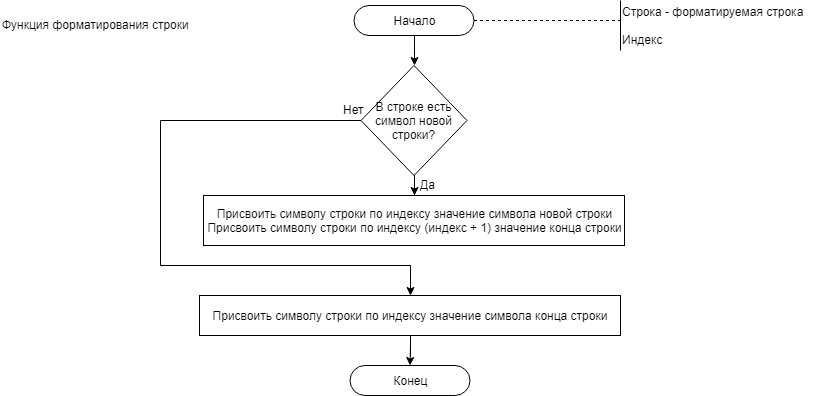 Функция форматирования строки
Начало
Строка - форматируемая строка
Индекс
В строке есть
символ новой
строки?
Нет
Да
Присвоить символу строки по индексу значение символа новой строки
Присвоить символу строки по индексу (индекс + 1) значение конца строки
Присвоить символу строки по индексу значение символа конца строки
Конец